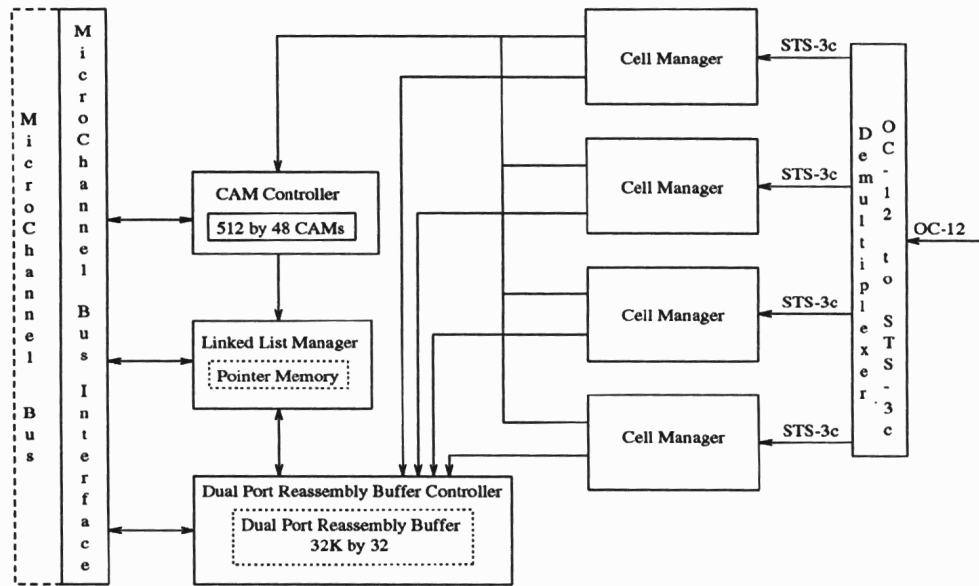 MicroChannel Bus
MicroChannel Bus Interface
CAM Controller
512 by 48 CAMs
Linked List Manager
Pointer Memory
Dual Port Reassembly Buffer Controller
Dual Port Reassembly Buffer
32K by 32
Cell Manager
Cell Manager
Cell Manager
Cell Manager
STS-3c
STS-3c
STS-3c
STS-3c
OC-12 to STS-3c
Demultiplexer
OC-12